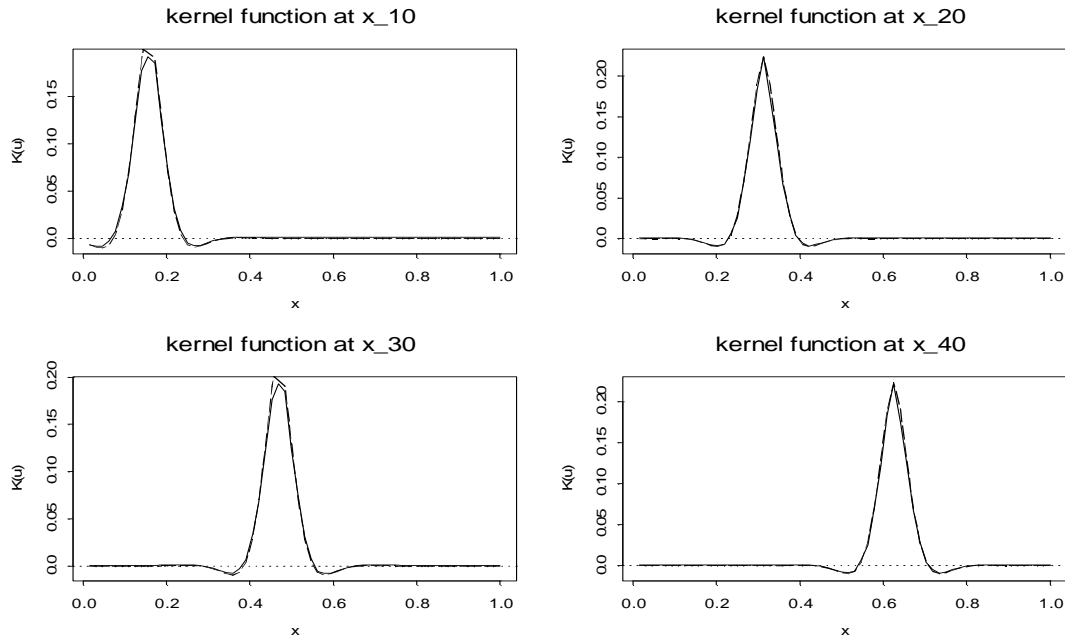 kernel function at x_10
K(u)
0.15
0.10
0.05
0.0
0.0 0.2 0.4 0.6 0.8 1.0
x
kernel function at x_20
K(u)
0.20
0.15
0.10
0.05
0.0
0.0 0.2 0.4 0.6 0.8 1.0
x
kernel function at x_30
K(u)
0.20
0.15
0.10
0.05
0.0
0.0 0.2 0.4 0.6 0.8 1.0
x
kernel function at x_40
K(u)
0.20
0.15
0.10
0.05
0.0
0.0 0.2 0.4 0.6 0.8 1.0
x